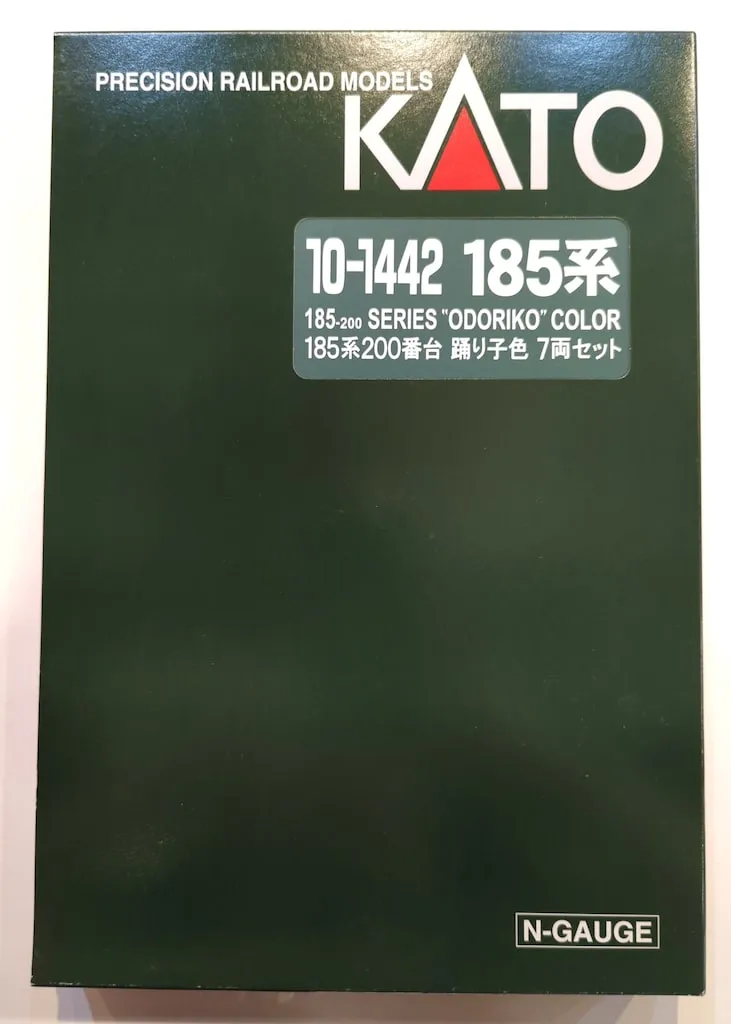 PRECISION RAILROAD MODELS
KATO
10-1442 185系
185-200 SERIES "ODORIKO" COLOR
185系200番台 踊り子色 7両セット
N-GAUGE